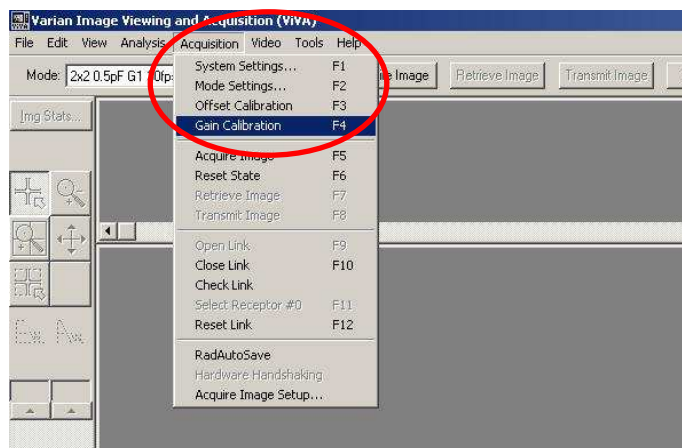 Varian Image Viewing and Acquisition (ViVA)
File Edit View Analysis Acquisition Video Tools Help
Mode: 2x2 0.5pF G1 Image Retrieve Image Transmit Image
Img Stats...
System Settings... F1
Mode Settings... F2
Offset Calibration F3
Gain Calibration F4
Acquire Image F5
Reset State F6
Retrieve Image F7
Transmit Image F8
Open Link F9
Close Link F10
Check Link
Select Receptor #0 F11
Reset Link F12
RadAutoSave
Hardware Handshaking
Acquire Image Setup...